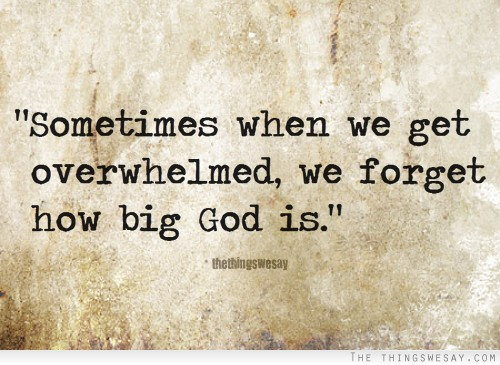 "Sometimes when we get
overwhelmed, we forget
how big God is."
thethingswesay
THE THINGSWESAY.COM